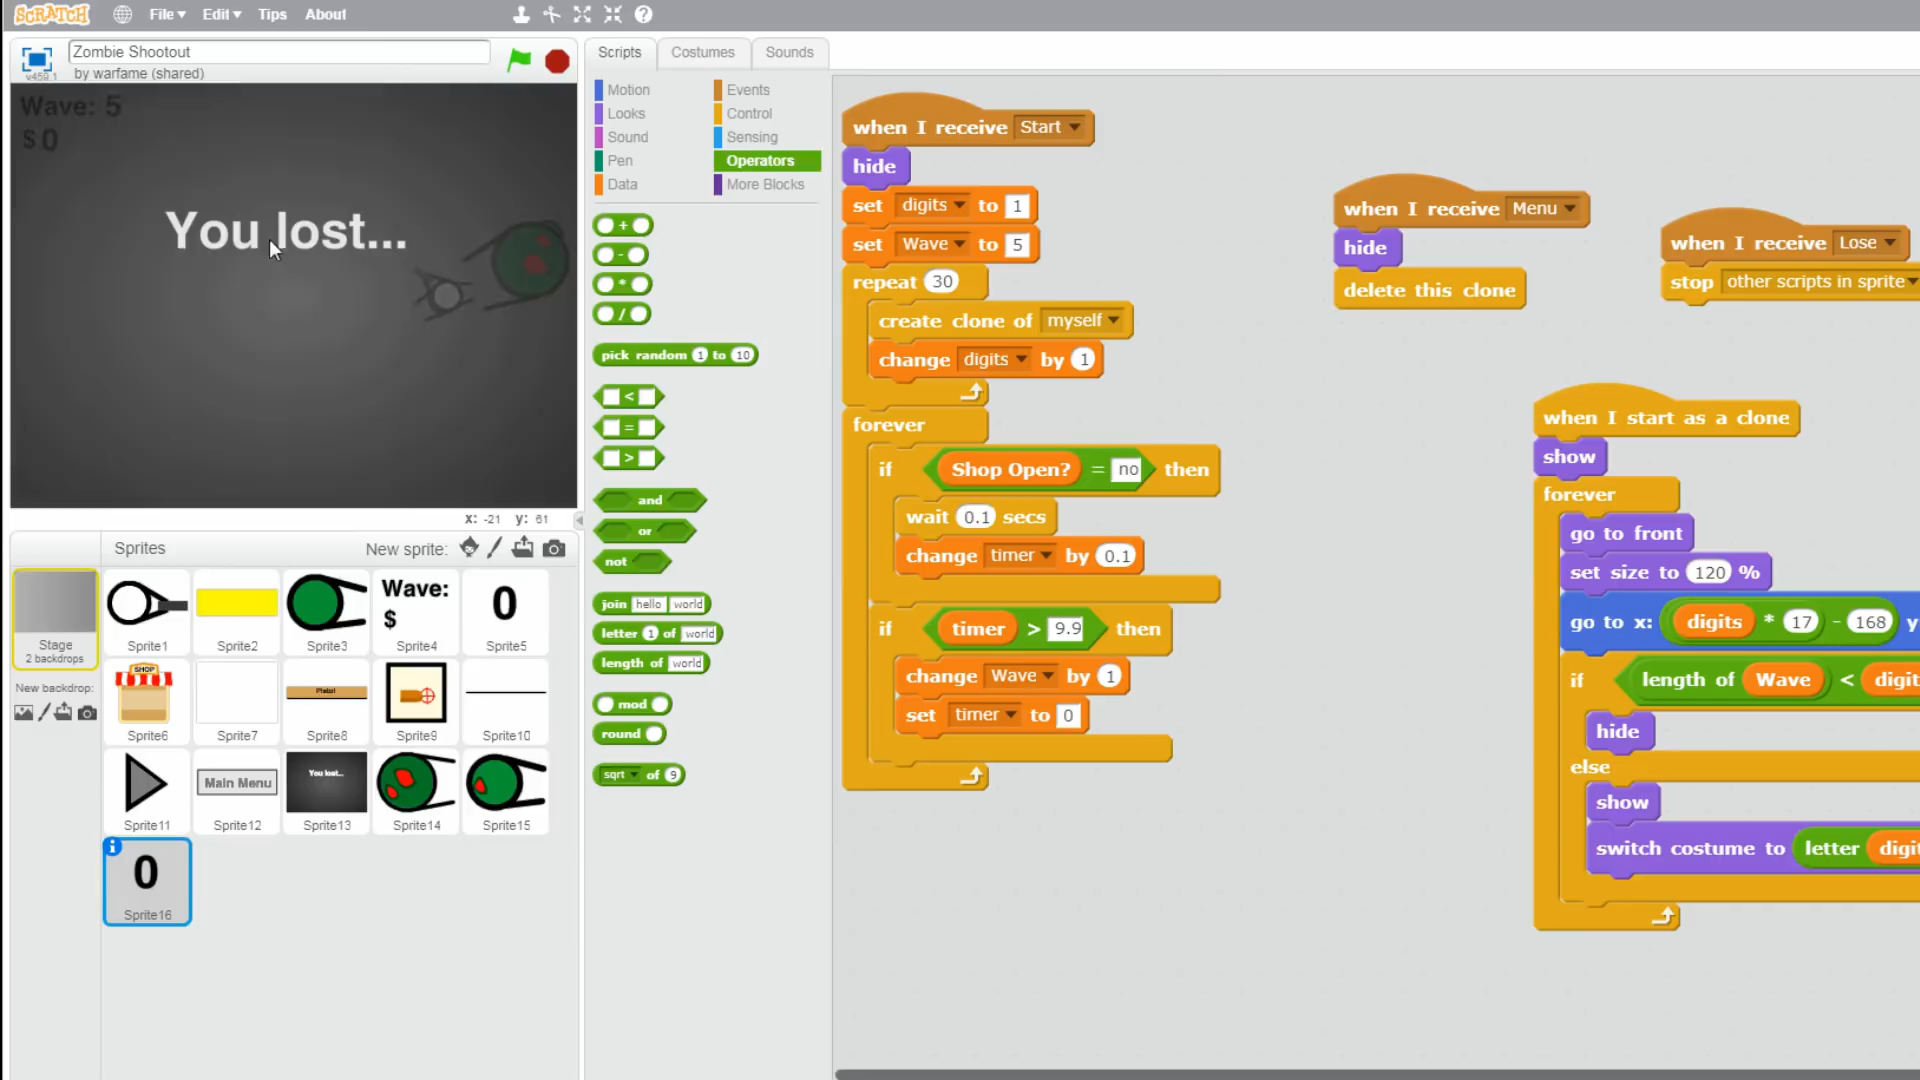 SCRATCH File Edit Tips About
v459.1 Zombie Shootout
by warfame (shared)
Wave: 5
$ 0
You lost...
x: -21 y: 61
Sprites New sprite:
Stage
2 backdrops
New backdrop:
Sprite1
Sprite2
Sprite3
Wave:
$
Sprite4
0
Sprite5
SHOP
Sprite6
Sprite7
Pistol
Sprite8
Sprite9
Sprite10
Sprite11
Main Menu
Sprite12
You lost...
Sprite13
Sprite14
Sprite15
i
0
Sprite16
Scripts Costumes Sounds
Motion Events
Looks Control
Sound Sensing
Pen Operators
Data More Blocks
+
-
*
/
pick random 1 to 10
<
=
>
and
or
not
join hello world
letter 1 of world
length of world
mod
round
sqrt of 9
when I receive Start
hide
set digits to 1
set Wave to 5
repeat 30
create clone of myself
change digits by 1
forever
if Shop Open? = no then
wait 0.1 secs
change timer by 0.1
if timer > 9.9 then
change Wave by 1
set timer to 0
when I receive Menu
hide
delete this clone
when I receive Lose
stop other scripts in sprite
when I start as a clone
show
forever
go to front
set size to 120 %
go to x: digits * 17 - 168 y
if length of Wave < digit
hide
else
show
switch costume to letter digit